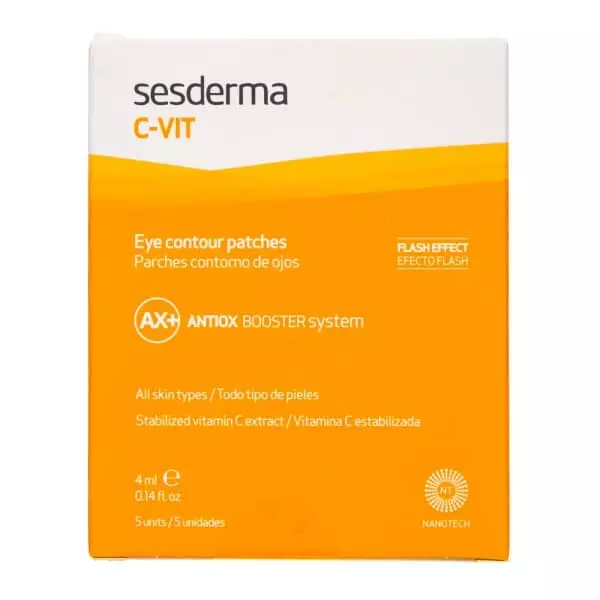 sesderma
C-VIT
Eye contour patches
Parches contorno de ojos
FLASH EFFECT
EFECTO FLASH
AX+ ANTIOX BOOSTER system
All skin types / Todo tipo de pieles
Stabilized vitamin C extract / Vitamina C estabilizada
4 ml ℮
0.14 fl. oz
5 units / 5 unidades
NT
NANOTECH